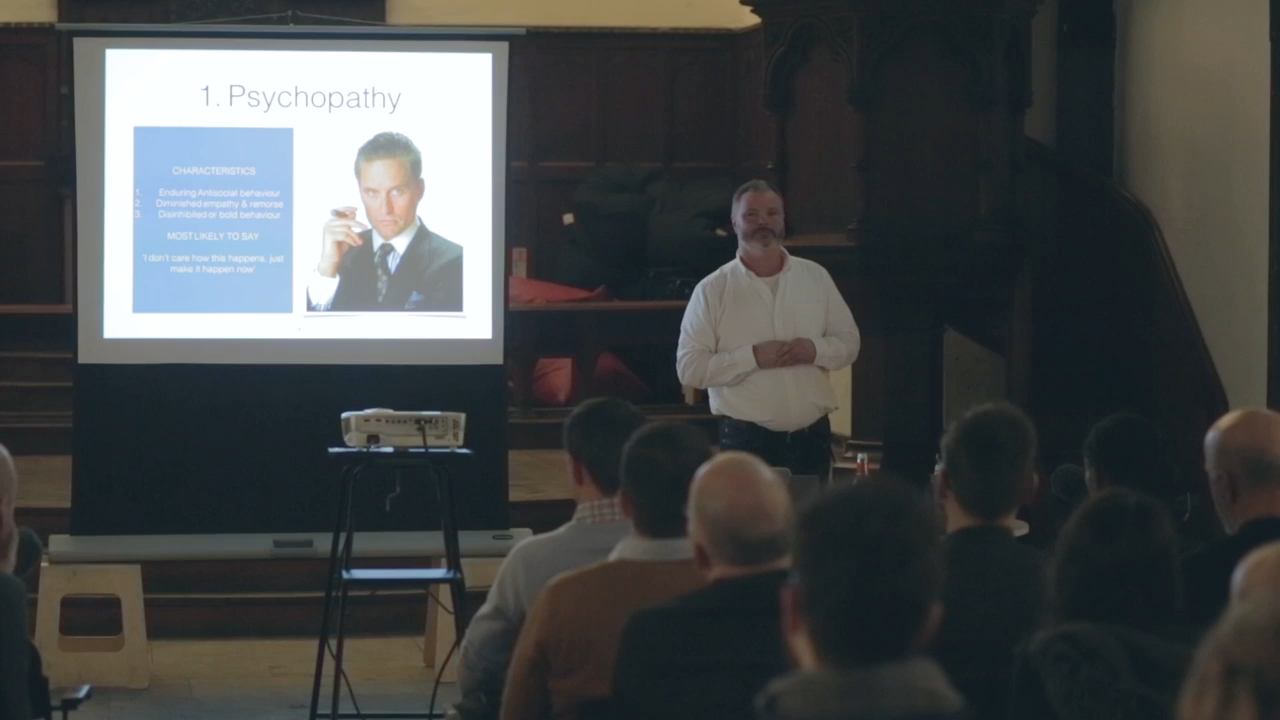 1. Psychopathy
CHARACTERISTICS
1. Enduring Antisocial behaviour
2. Diminished empathy & remorse
3. Disinhibited or bold behaviour
MOST LIKELY TO SAY
'I don't care how this happens, just
make it happen now'